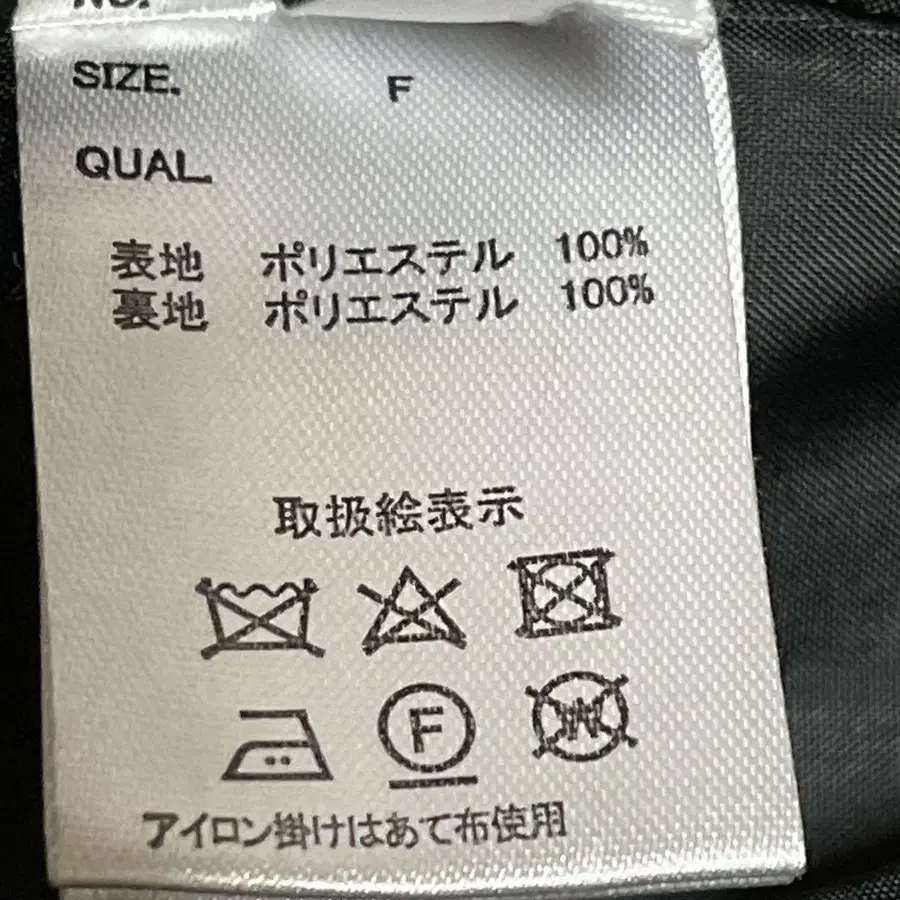 NO.
SIZE. F
QUAL.
表地 ポリエステル 100%
裏地 ポリエステル 100%
取扱絵表示
F W
アイロン掛けはあて布使用